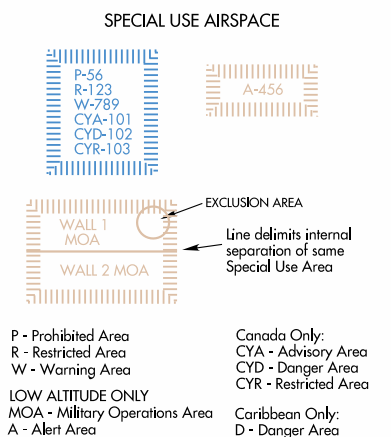 SPECIAL USE AIRSPACE
P-56
R-123
W-789
CYA-101
CYD-102
CYR-103
A-456
WALL 1
MOA
WALL 2 MOA
EXCLUSION AREA
Line delimits internal
separation of same
Special Use Area
P - Prohibited Area
R - Restricted Area
W - Warning Area
LOW ALTITUDE ONLY
MOA - Military Operations Area
A - Alert Area
Canada Only:
CYA - Advisory Area
CYD - Danger Area
CYR - Restricted Area
Caribbean Only:
D - Danger Area